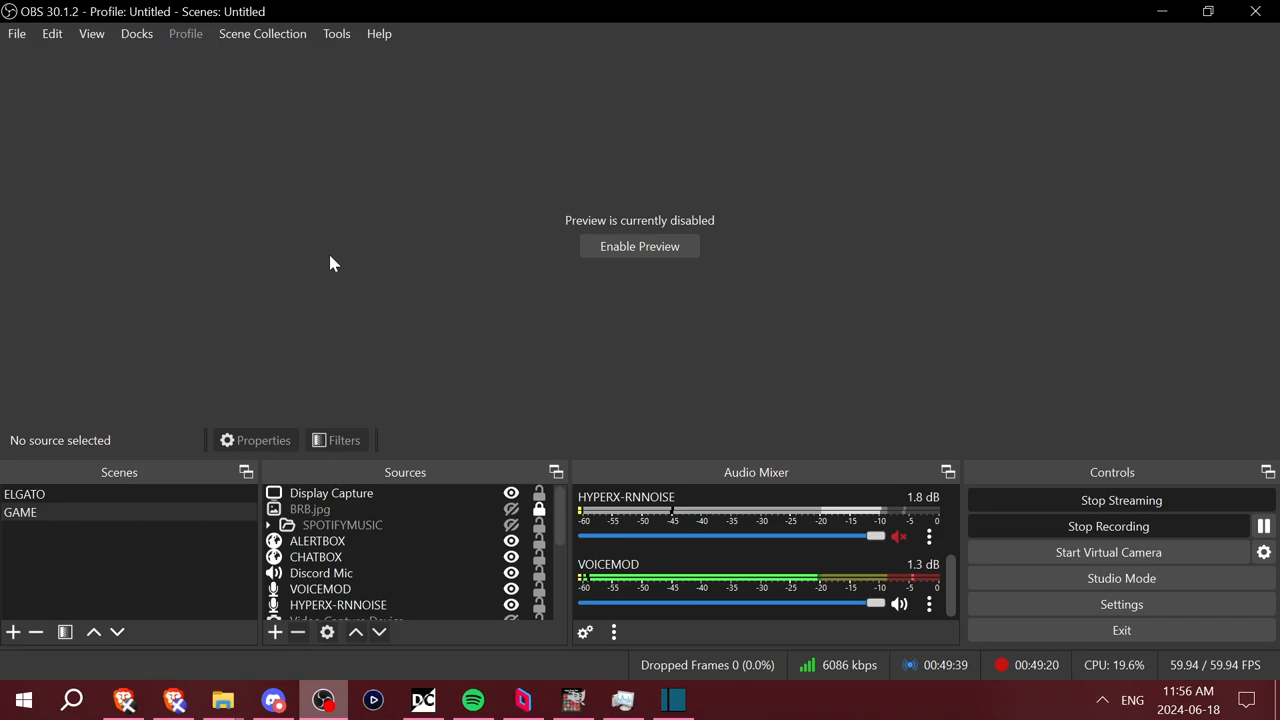 OBS 30.1.2 - Profile: Untitled - Scenes: Untitled
File Edit View Docks Profile Scene Collection Tools Help
Preview is currently disabled
Enable Preview
No source selected Properties Filters
Scenes
ELGATO
GAME
Sources
Display Capture
BRB.jpg
SPOTIFYMUSIC
ALERTBOX
CHATBOX
Discord Mic
VOICEMOD
HYPERX-RNNOISE
Video Capture Device
Audio Mixer
HYPERX-RNNOISE 1.8 dB
-60 -55 -50 -45 -40 -35 -30 -25 -20 -15 -10 -5 0
VOICEMOD 1.3 dB
-60 -55 -50 -45 -40 -35 -30 -25 -20 -15 -10 -5 0
Controls
Stop Streaming
Stop Recording
Start Virtual Camera
Studio Mode
Settings
Exit
Dropped Frames 0 (0.0%) 6086 kbps 00:49:39 00:49:20 CPU: 19.6% 59.94 / 59.94 FPS
DC
ENG
11:56 AM
2024-06-18